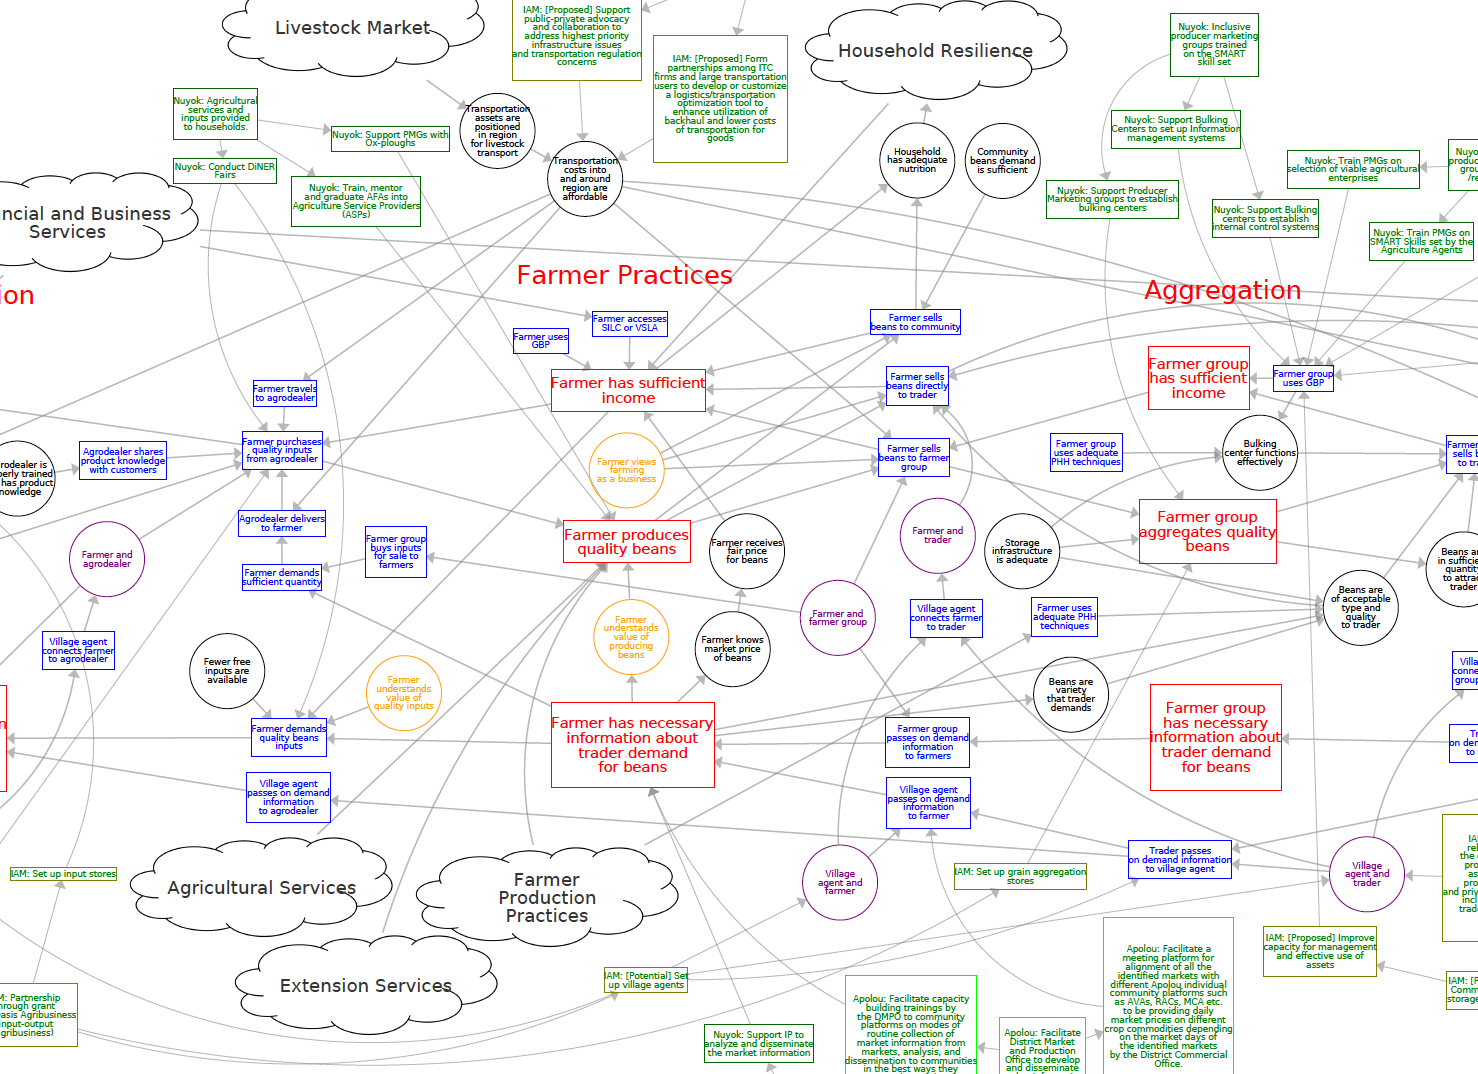 Livestock Market
IAM: [Proposed] Support
public-private advocacy
and collaboration to
address highest priority
infrastructure issues
and transportation regulation
concerns
IAM: [Proposed] Form
partnerships among ITC
firms and large transportation
users to develop or customize
a logistics/transportation
optimization tool to
enhance utilization of
backhaul and lower costs
of transportation for
goods
Household Resilience
Nuyok: Inclusive
producer marketing
groups trained
on the SMART
skill set
Nuyok: Agricultural
services and
inputs provided
to households.
Nuyok: Support PMGs with
Ox-ploughs
Transportation
assets are
positioned
in region
for livestock
transport
Nuyok: Support Bulking
Centers to set up Information
management systems
Nuyok: Conduct DiNER
Fairs
Nuyok: Train, mentor
and graduate AFAs into
Agriculture Service Providers
(ASPs)
Transportation
costs into
and around
region are
affordable
Household
has adequate
nutrition
Community
beans demand
is sufficient
Nuyok: Support Producer
Marketing groups to establish
bulking centers
Nuyok: Train PMGs on
selection of viable agricultural
enterprises
Nuyok: Support Bulking
centers to establish
internal control systems
Nuyok: Train PMGs on
SMART Skills set by the
Agriculture Agents
ncial and Business
Services
ion
Farmer Practices
Aggregation
Farmer uses
GBP
Farmer accesses
SILC or VSLA
Farmer sells
beans to community
Farmer has sufficient
income
Farmer sells
beans directly
to trader
Farmer group
has sufficient
income
Farmer group
uses GBP
Farmer travels
to agrodealer
Farmer purchases
quality inputs
from agrodealer
Agrodealer shares
product knowledge
with customers
rodealer is
erly trained
has product
nowledge
Farmer views
farming
as a business
Farmer sells
beans to farmer
group
Farmer group
uses adequate
PHH techniques
Bulking
center functions
effectively
Farmer
sells b
to tra
Agrodealer delivers
to farmer
Farmer and
agrodealer
Farmer group
buys inputs
for sale to
farmers
Farmer demands
sufficient quantity
Farmer produces
quality beans
Farmer receives
fair price
for beans
Farmer and
trader
Storage
infrastructure
is adequate
Farmer group
aggregates quality
beans
Beans ar
in sufficie
quantity
to attrac
trader
Farmer
understands
value of
producing
beans
Farmer knows
market price
of beans
Farmer and
farmer group
Village agent
connects farmer
to trader
Farmer uses
adequate PHH
techniques
Beans are
of acceptable
type and
quality
to trader
Village agent
connects farmer
to agrodealer
Fewer free
inputs are
available
Farmer
understands
value of
quality inputs
Beans are
variety
that trader
demands
Villa
conne
group
Farmer demands
quality beans
inputs
Farmer has necessary
information about
trader demand
for beans
Farmer group
passes on demand
information
to farmers
Farmer group
has necessary
information about
trader demand
for beans
Tr
on dem
to
Village agent
passes on demand
information
to agrodealer
Village agent
passes on demand
information
to farmer
Trader passes
on demand information
to village agent
IAM: Set up input stores
Agricultural Services
Farmer
Production
Practices
Village
agent and
farmer
IAM: Set up grain aggregation
stores
Village
agent and
trader
Extension Services
IAM: [Potential] Set
up village agents
IAM: [Proposed] Improve
capacity for management
and effective use of
assets
M: Partnership
hrough grant
asis Agribusiness
input-output
gribusiness)
Nuyok: Support IP to
analyze and disseminate
the market information
Apolou: Facilitate capacity
building trainings by
the DMPO to community
platforms on modes of
routine collection of
market information from
markets, analysis, and
dissemination to communities
in the best ways they
Apolou: Facilitate
District Market
and Production
Office to develop
and disseminate
Apolou: Facilitate a
meeting platform for
alignment of all the
identified markets with
different Apolou individual
community platforms such
as AVAs, RACs, MCA etc.
to be providing daily
market prices on different
crop commodities depending
on the market days of
the identified markets
by the District Commercial
Office.